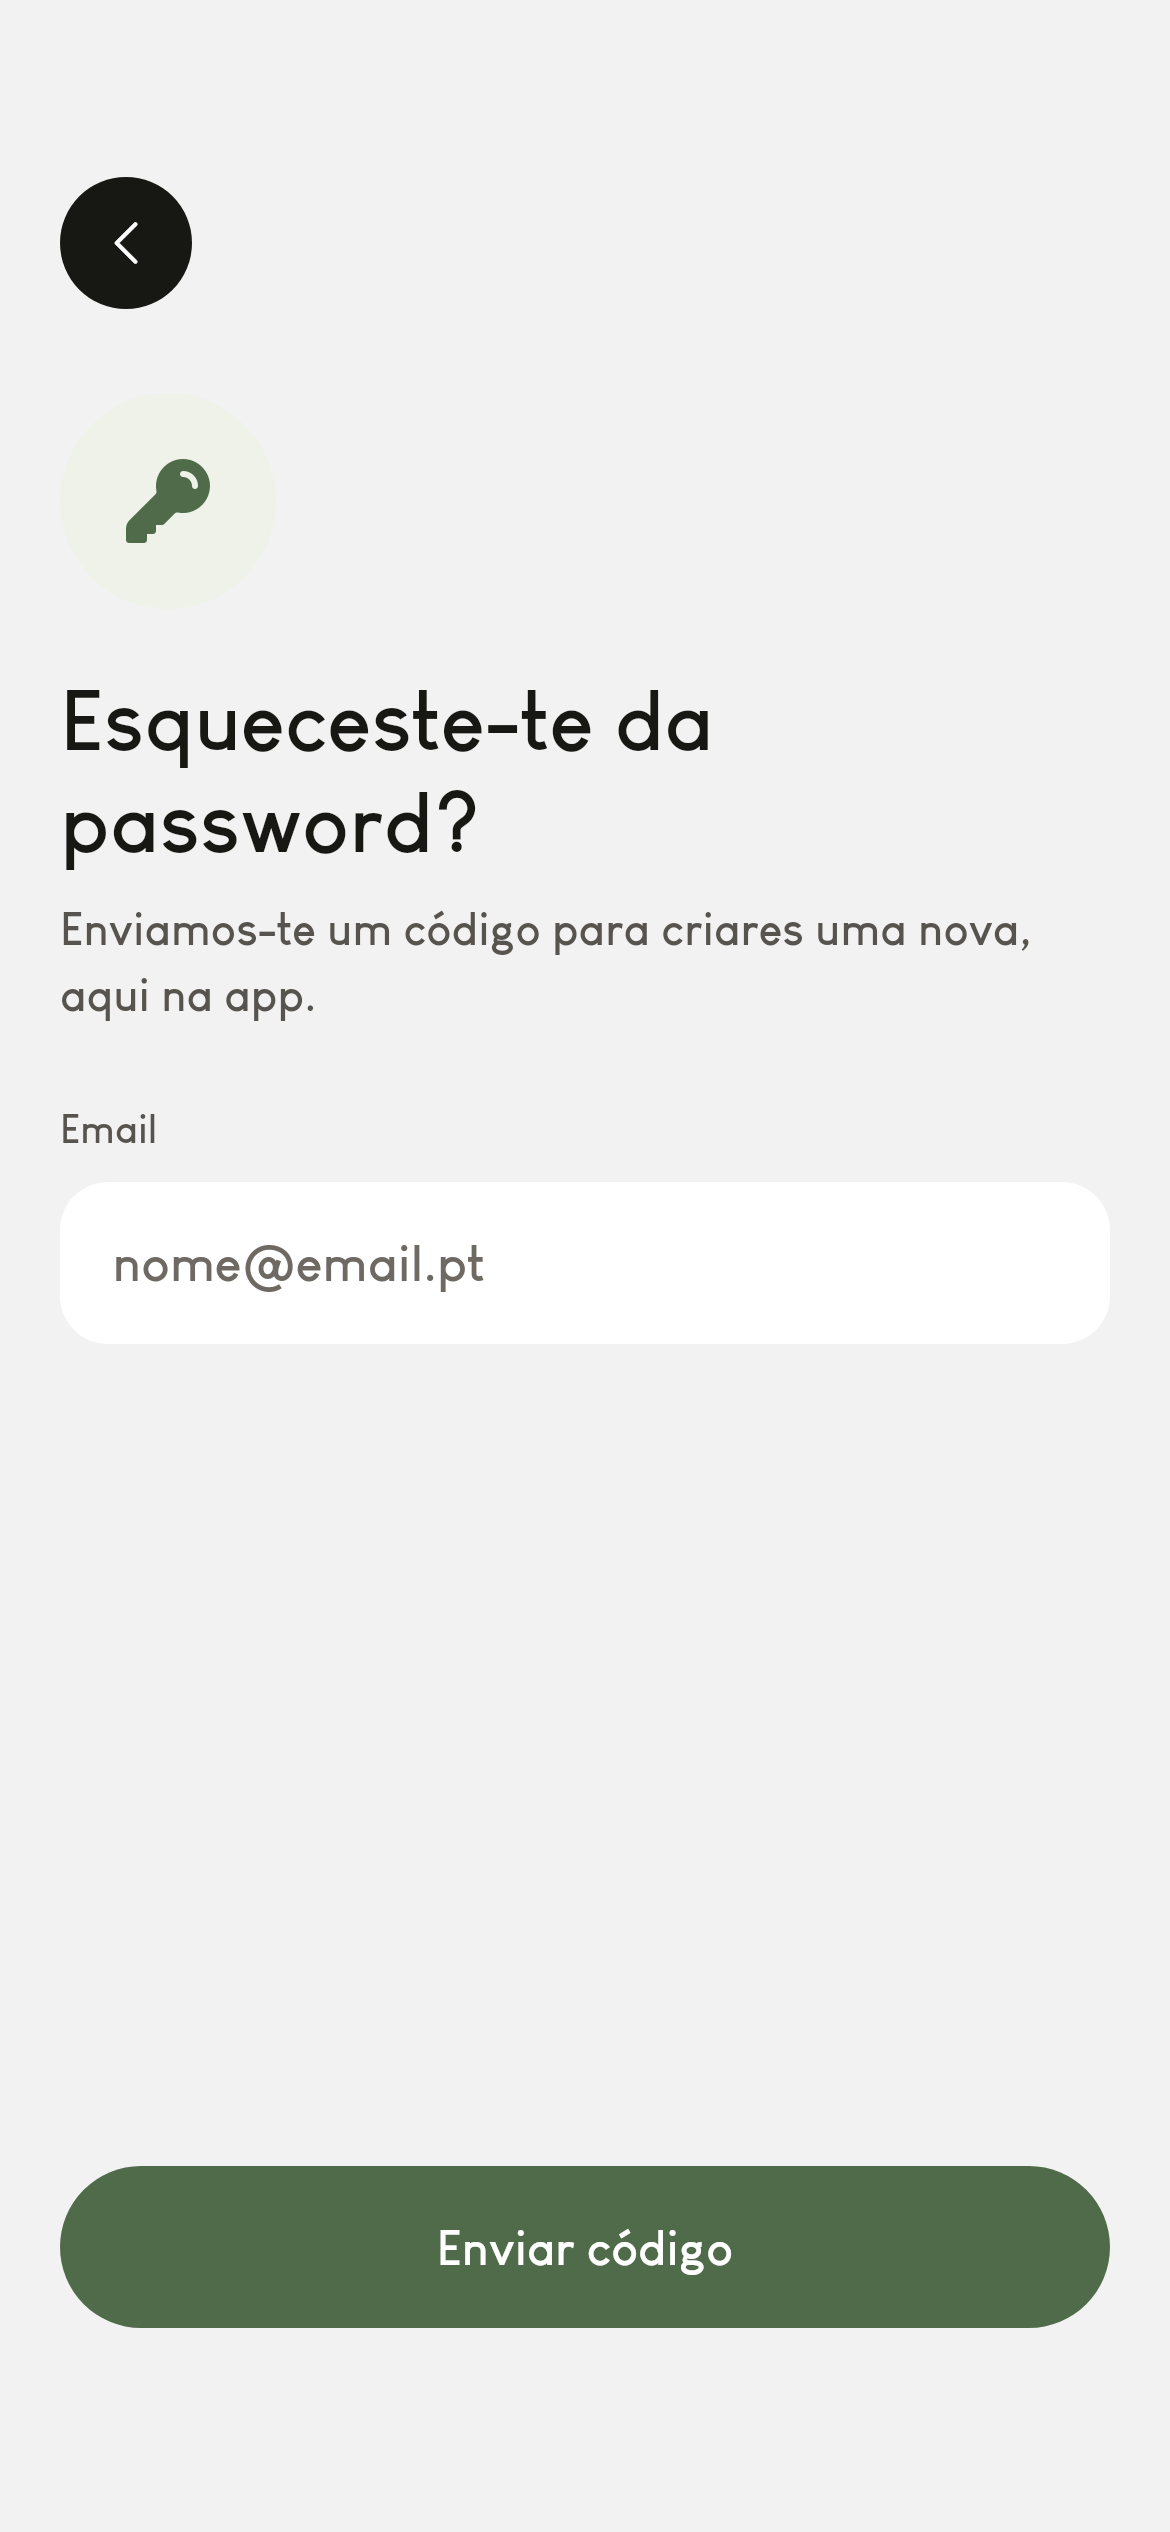 Esqueceste-te da
password?
Enviamos-te um código para criares uma nova,
aqui na app.
Email
nome@email.pt
Enviar código